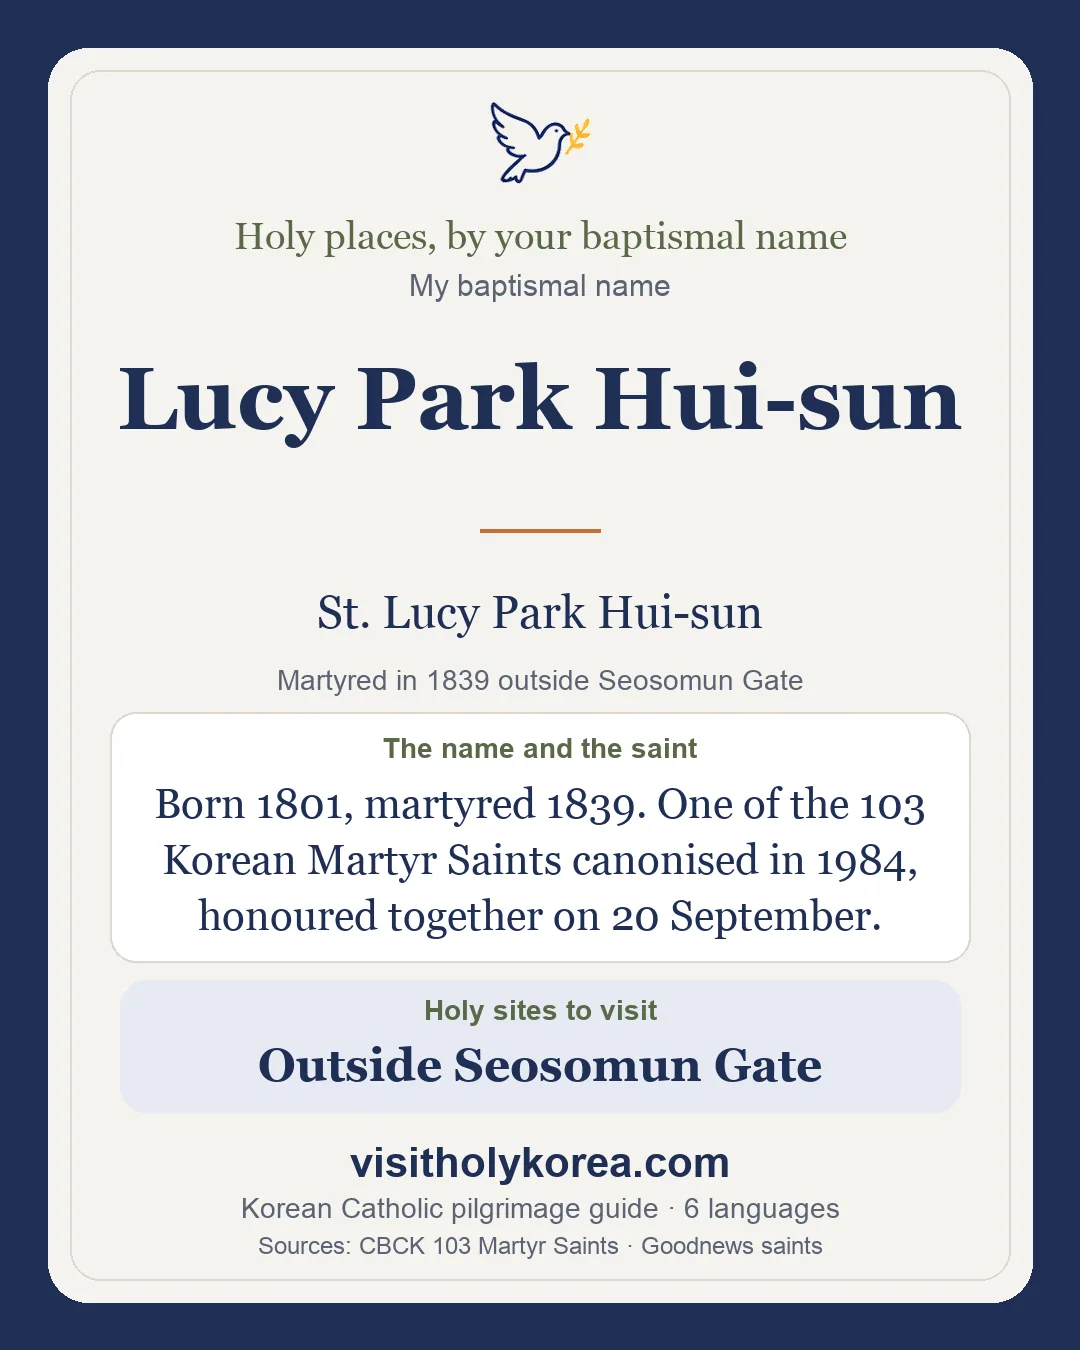 Holy places, by your baptismal name
My baptismal name
Lucy Park Hui-sun
St. Lucy Park Hui-sun
Martyred in 1839 outside Seosomun Gate
The name and the saint
Born 1801, martyred 1839. One of the 103
Korean Martyr Saints canonised in 1984,
honoured together on 20 September.
Holy sites to visit
Outside Seosomun Gate
visitholykorea.com
Korean Catholic pilgrimage guide · 6 languages
Sources: CBCK 103 Martyr Saints · Goodnews saints